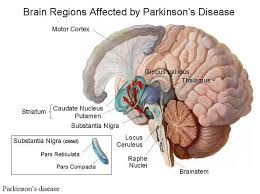 Brain Regions Affected by Parkinson's Disease
Motor Cortex
Globus pallidus
Thalamus
Striatum
Caudate Nucleus
Putamen
Substantia Nigra
Substantia Nigra (detail)
Pars Reticulata
Pars Compacta
Locus
Ceruleus
Raphe
Nuclei
Brainstem
Parkinson's disease